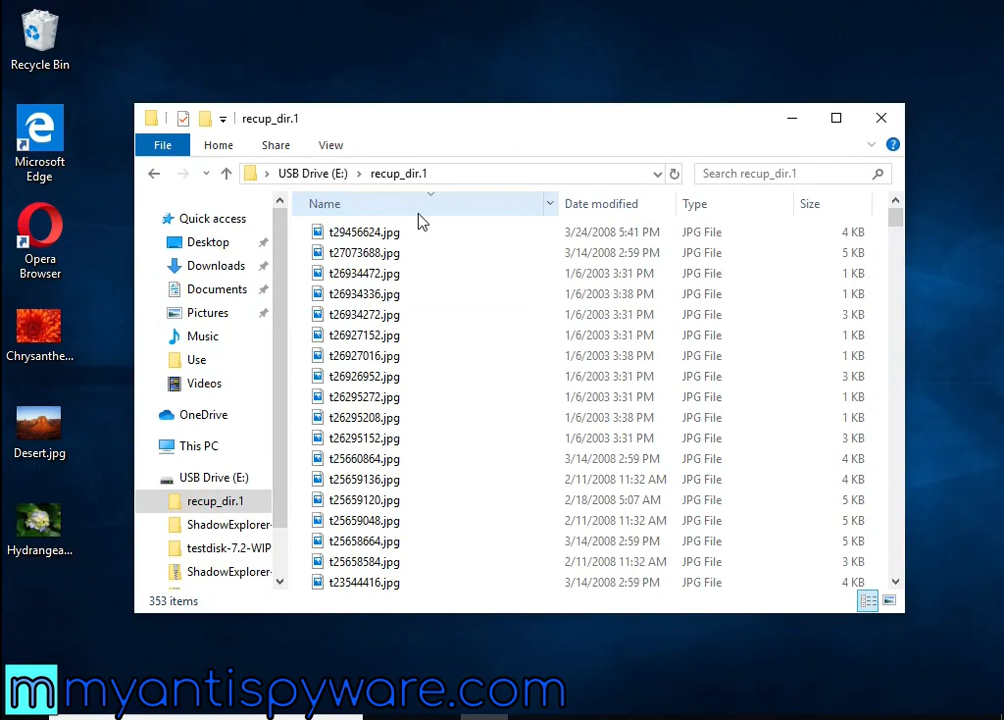 Recycle Bin
Microsoft
Edge
Opera
Browser
Chrysanthe...
Desert.jpg
Hydrangea...
recup_dir.1
File Home Share View
USB Drive (E:) recup_dir.1 Search recup_dir.1
Quick access
Desktop
Downloads
Documents
Pictures
Music
Use
Videos
OneDrive
This PC
USB Drive (E:)
recup_dir.1
ShadowExplorer-
testdisk-7.2-WIP
ShadowExplorer-
Name Date modified Type Size
t29456624.jpg 3/24/2008 5:41 PM JPG File 4 KB
t27073688.jpg 3/14/2008 2:59 PM JPG File 5 KB
t26934472.jpg 1/6/2003 3:31 PM JPG File 1 KB
t26934336.jpg 1/6/2003 3:38 PM JPG File 1 KB
t26934272.jpg 1/6/2003 3:31 PM JPG File 3 KB
t26927152.jpg 1/6/2003 3:31 PM JPG File 1 KB
t26927016.jpg 1/6/2003 3:38 PM JPG File 1 KB
t26926952.jpg 1/6/2003 3:31 PM JPG File 3 KB
t26295272.jpg 1/6/2003 3:31 PM JPG File 1 KB
t26295208.jpg 1/6/2003 3:38 PM JPG File 1 KB
t26295152.jpg 1/6/2003 3:31 PM JPG File 3 KB
t25660864.jpg 3/14/2008 2:59 PM JPG File 4 KB
t25659136.jpg 2/11/2008 11:32 AM JPG File 4 KB
t25659120.jpg 2/18/2008 5:07 AM JPG File 5 KB
t25659048.jpg 2/11/2008 11:32 AM JPG File 5 KB
t25658664.jpg 3/14/2008 2:59 PM JPG File 5 KB
t25658584.jpg 2/11/2008 11:32 AM JPG File 3 KB
t23544416.jpg 3/14/2008 2:59 PM JPG File 4 KB
353 items
m myantispyware.com